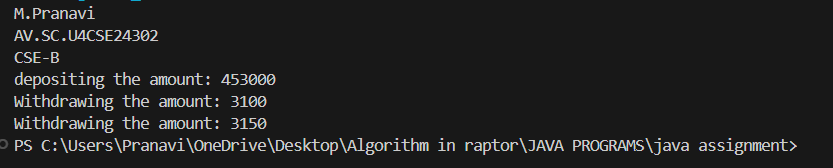 M.Pranavi
AV.SC.U4CSE24302
CSE-B
depositing the amount: 453000
Withdrawing the amount: 3100
Withdrawing the amount: 3150
PS C:\Users\Pranavi\OneDrive\Desktop\Algorithm in raptor\JAVA PROGRAMS\java assignment>